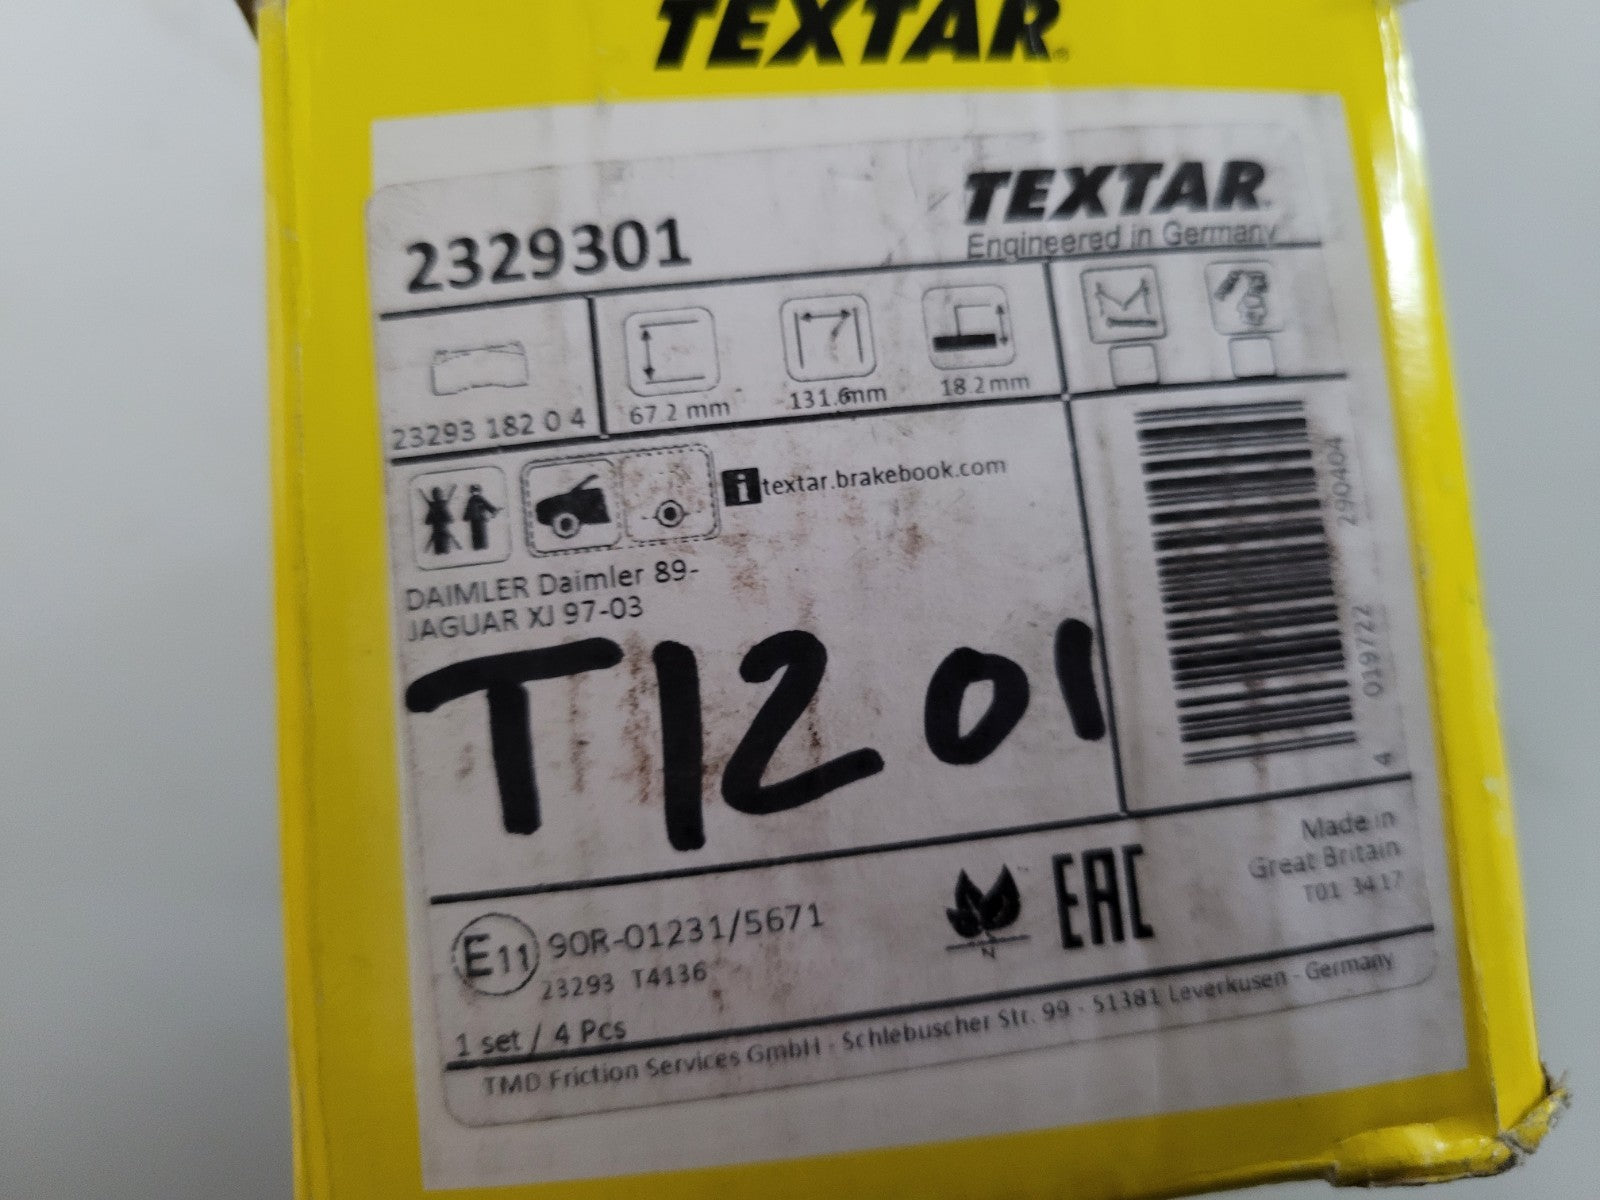 TEXTAR
TEXTAR
Engineered in Germany
2329301
23293 182 0 4
67.2 mm
131.6mm
18.2mm
i textar.brakebook.com
DAIMLER Daimler 89-
JAGUAR XJ 97-03
T1201
4 019722 290404
Made in
Great Britain
T01 34 17
E11 90R-01231/5671
23293 T4136
N
EAC
1 set / 4 Pcs
TMD Friction Services GmbH - Schlebuscher Str. 99 - 51381 Leverkusen - Germany